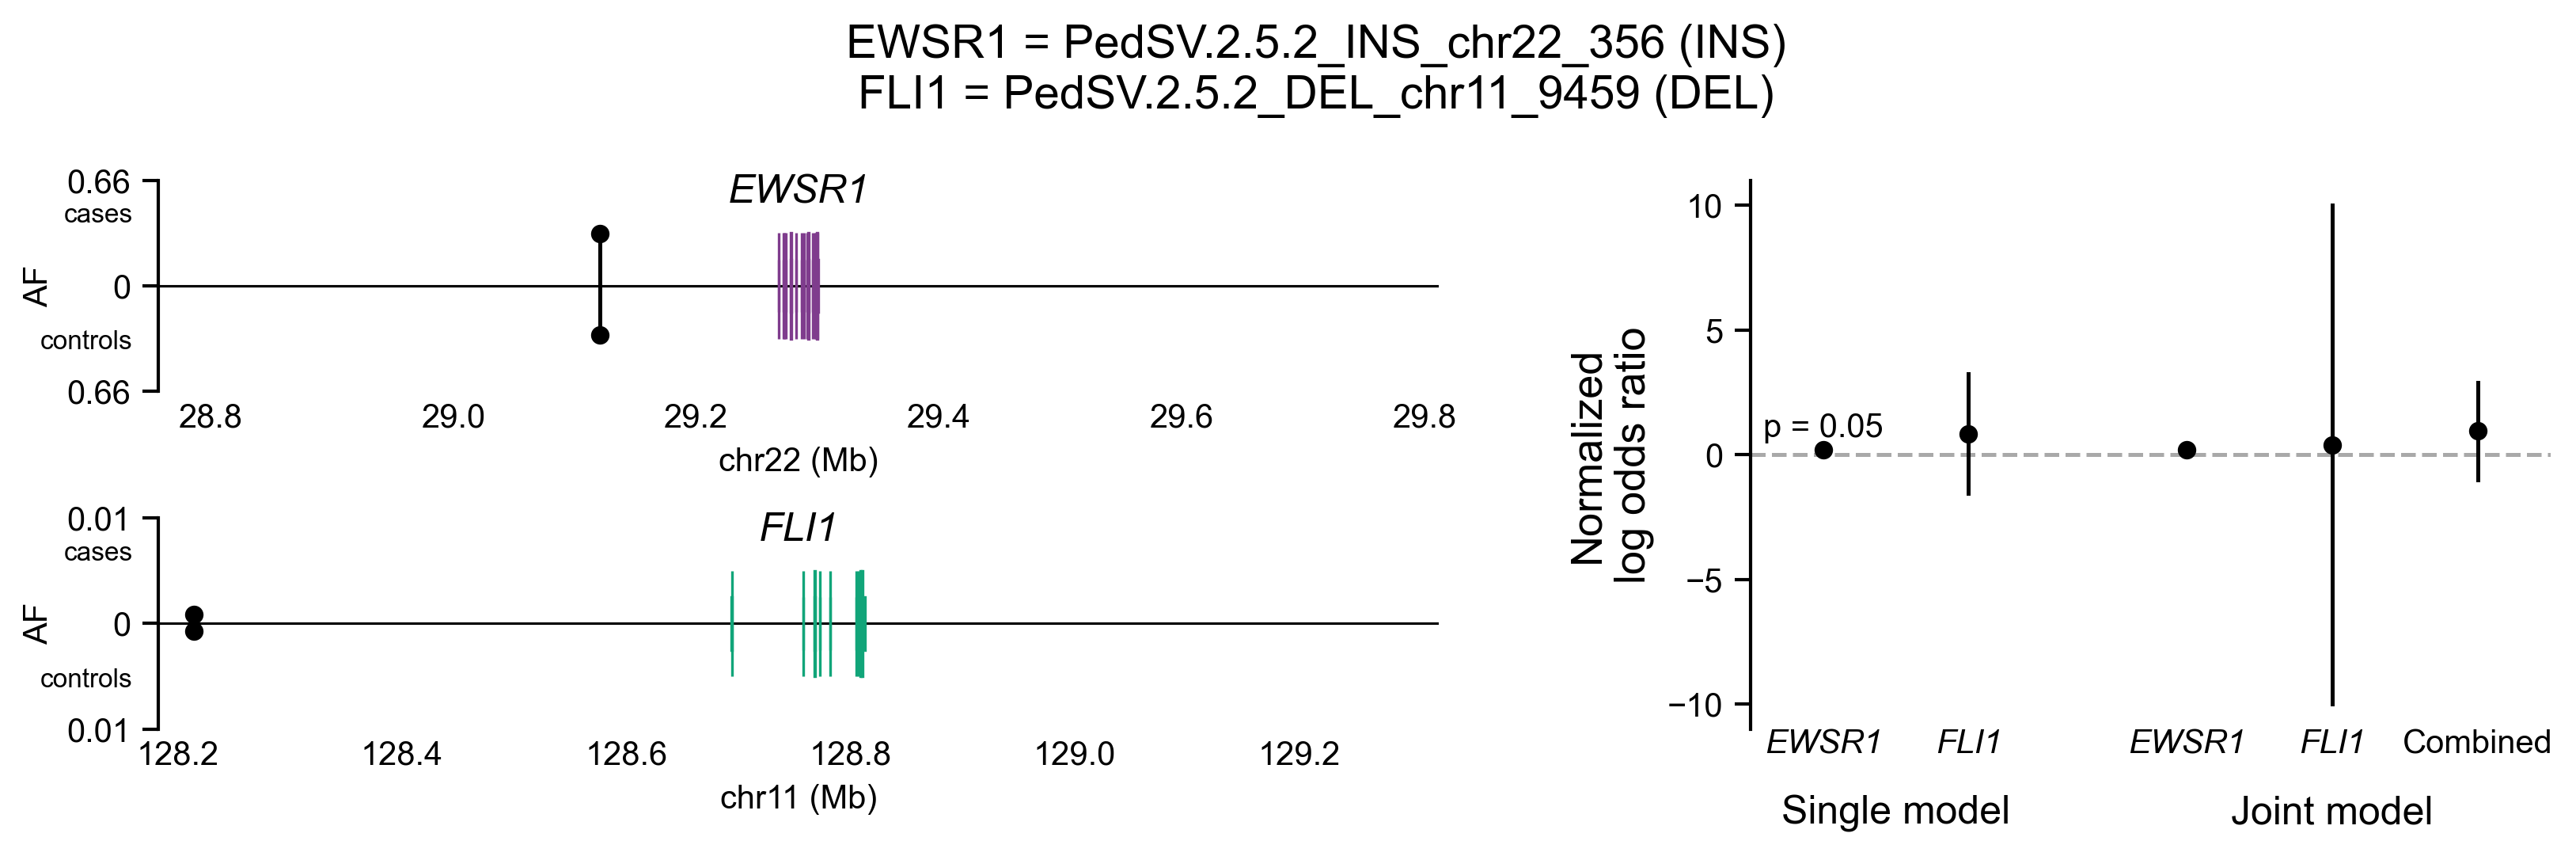 EWSR1 = PedSV.2.5.2_INS_chr22_356 (INS)
FLI1 = PedSV.2.5.2_DEL_chr11_9459 (DEL)
EWSR1
0.66
cases
AF
0
controls
0.66
28.8 29.0 29.2 29.4 29.6 29.8
chr22 (Mb)
FLI1
0.01
cases
AF
0
controls
0.01
128.2 128.4 128.6 128.8 129.0 129.2
chr11 (Mb)
Normalized
log odds ratio
10
5
0
−5
−10
p = 0.05
EWSR1 FLI1 EWSR1 FLI1 Combined
Single model Joint model